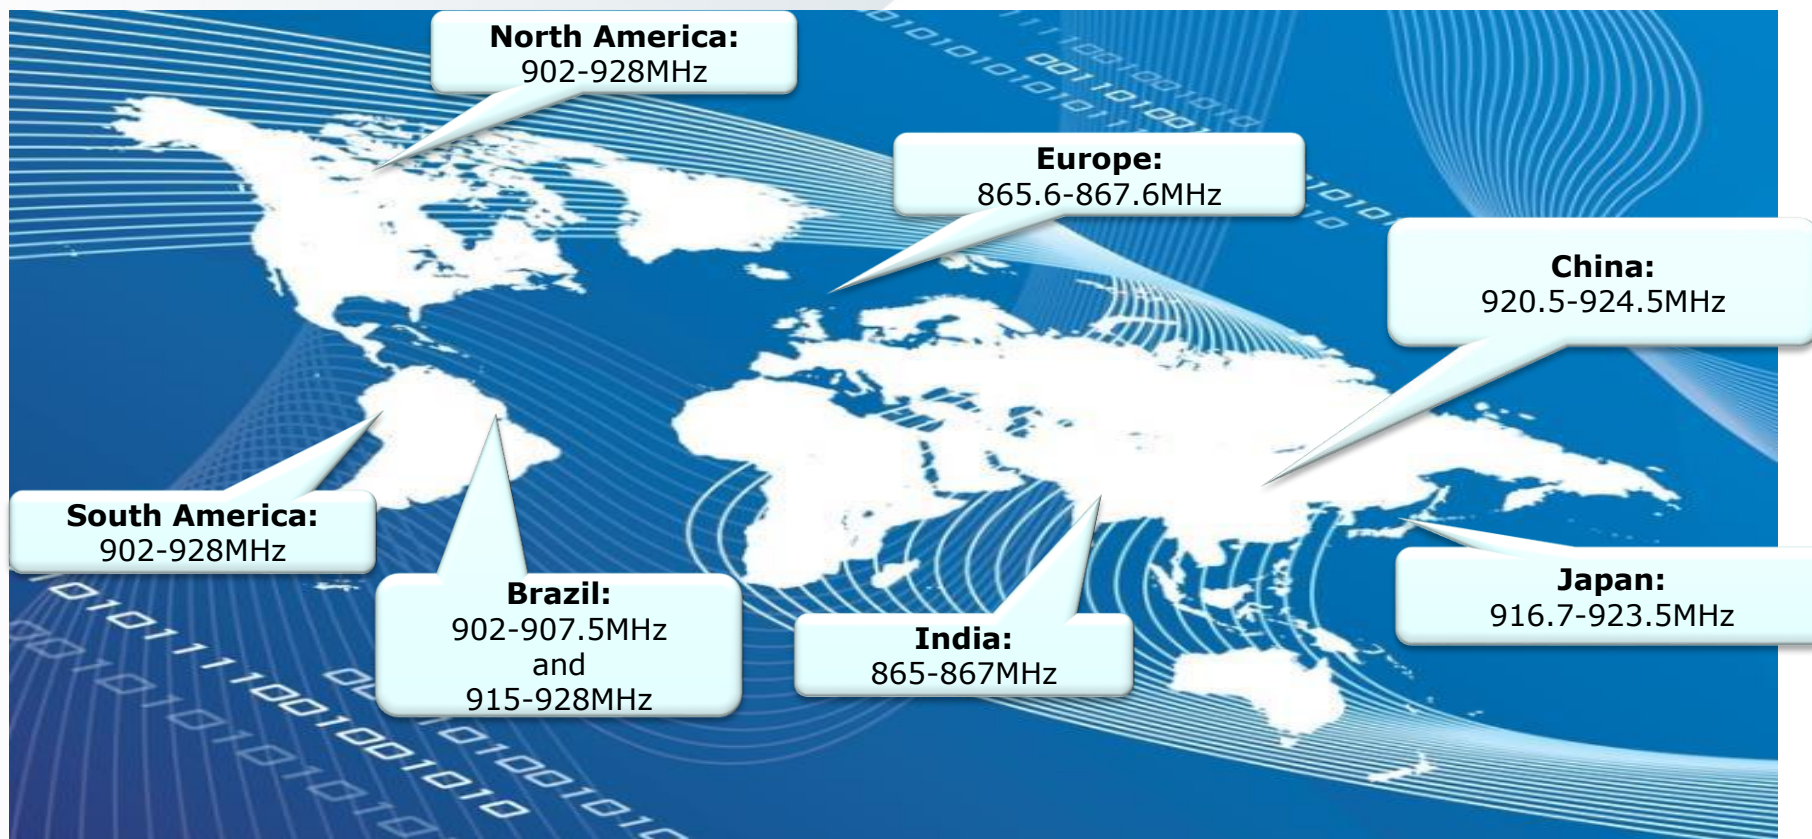 North America:
902-928MHz
Europe:
865.6-867.6MHz
China:
920.5-924.5MHz
South America:
902-928MHz
Brazil:
902-907.5MHz
and
915-928MHz
India:
865-867MHz
Japan:
916.7-923.5MHz